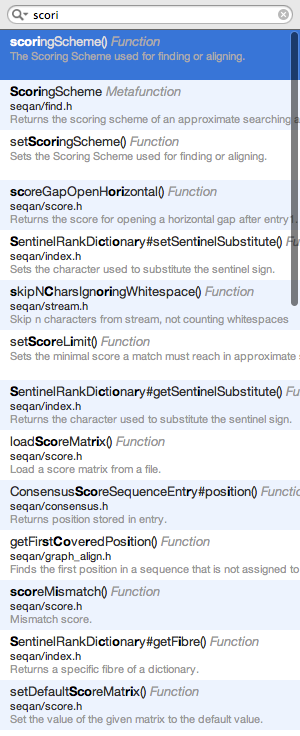 scori
scoringScheme() Function
The Scoring Scheme used for finding or aligning.
ScoringScheme Metafunction
seqan/find.h
Returns the scoring scheme of an approximate searching a
setScoringScheme() Function
Sets the Scoring Scheme used for finding or aligning.
scoreGapOpenHorizontal() Function
seqan/score.h
Returns the score for opening a horizontal gap after entry1.
SentinelRankDictionary#setSentinelSubstitute() Functi
seqan/index.h
Sets the character used to substitute the sentinel sign.
skipNCharsIgnoringWhitespace() Function
seqan/stream.h
Skip n characters from stream, not counting whitespaces
setScoreLimit() Function
Sets the minimal score a match must reach in approximate s
SentinelRankDictionary#getSentinelSubstitute() Functi
seqan/index.h
Returns the character used to substitute the sentinel sign.
loadScoreMatrix() Function
seqan/score.h
Load a score matrix from a file.
ConsensusScoreSequenceEntry#position() Functio
seqan/consensus.h
Returns position stored in entry.
getFirstCoveredPosition() Function
seqan/graph_align.h
Finds the first position in a sequence that is not assigned to
scoreMismatch() Function
seqan/score.h
Mismatch score.
SentinelRankDictionary#getFibre() Function
seqan/index.h
Returns a specific fibre of a dictionary.
setDefaultScoreMatrix() Function
seqan/score.h
Set the value of the given matrix to the default value.